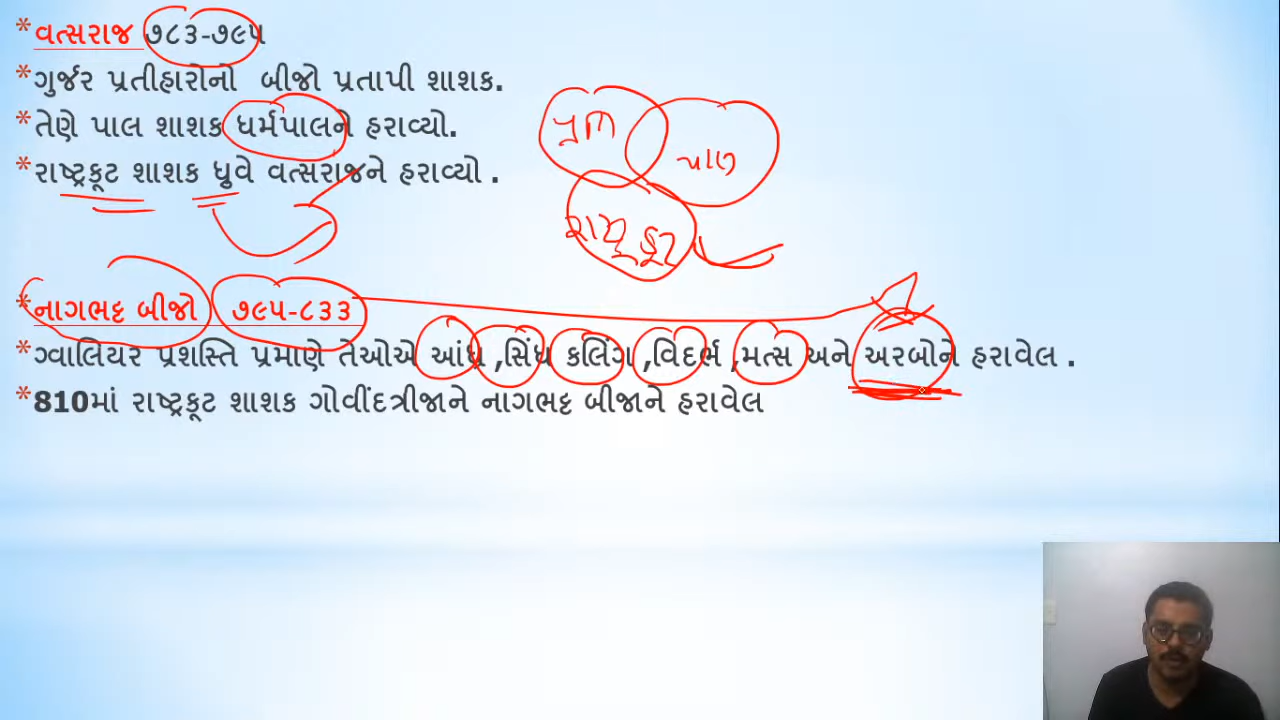 * વત્સરાજ ૭૮૩-૭૯૫
* ગુર્જર પ્રતીહારોનો બીજો પ્રતાપી શાશક.
* તેણે પાલ શાશક ધર્મપાલને હરાવ્યો.
* રાષ્ટ્રકૂટ શાશક ધ્રુવે વત્સરાજને હરાવ્યો .
પાળ
* નાગભટ્ટ બીજો ૭૯૫-૮૩૩
* ગ્વાલિયર પ્રશસ્તિ પ્રમાણે તેઓએ આંધ્ર ,સિંધ કલિંગ ,વિદર્ભ ,મત્સ અને અરબોને હરાવેલ .
* 810માં રાષ્ટ્રકૂટ શાશક ગોવીંદત્રીજાને નાગભટ્ટ બીજાને હરાવેલ